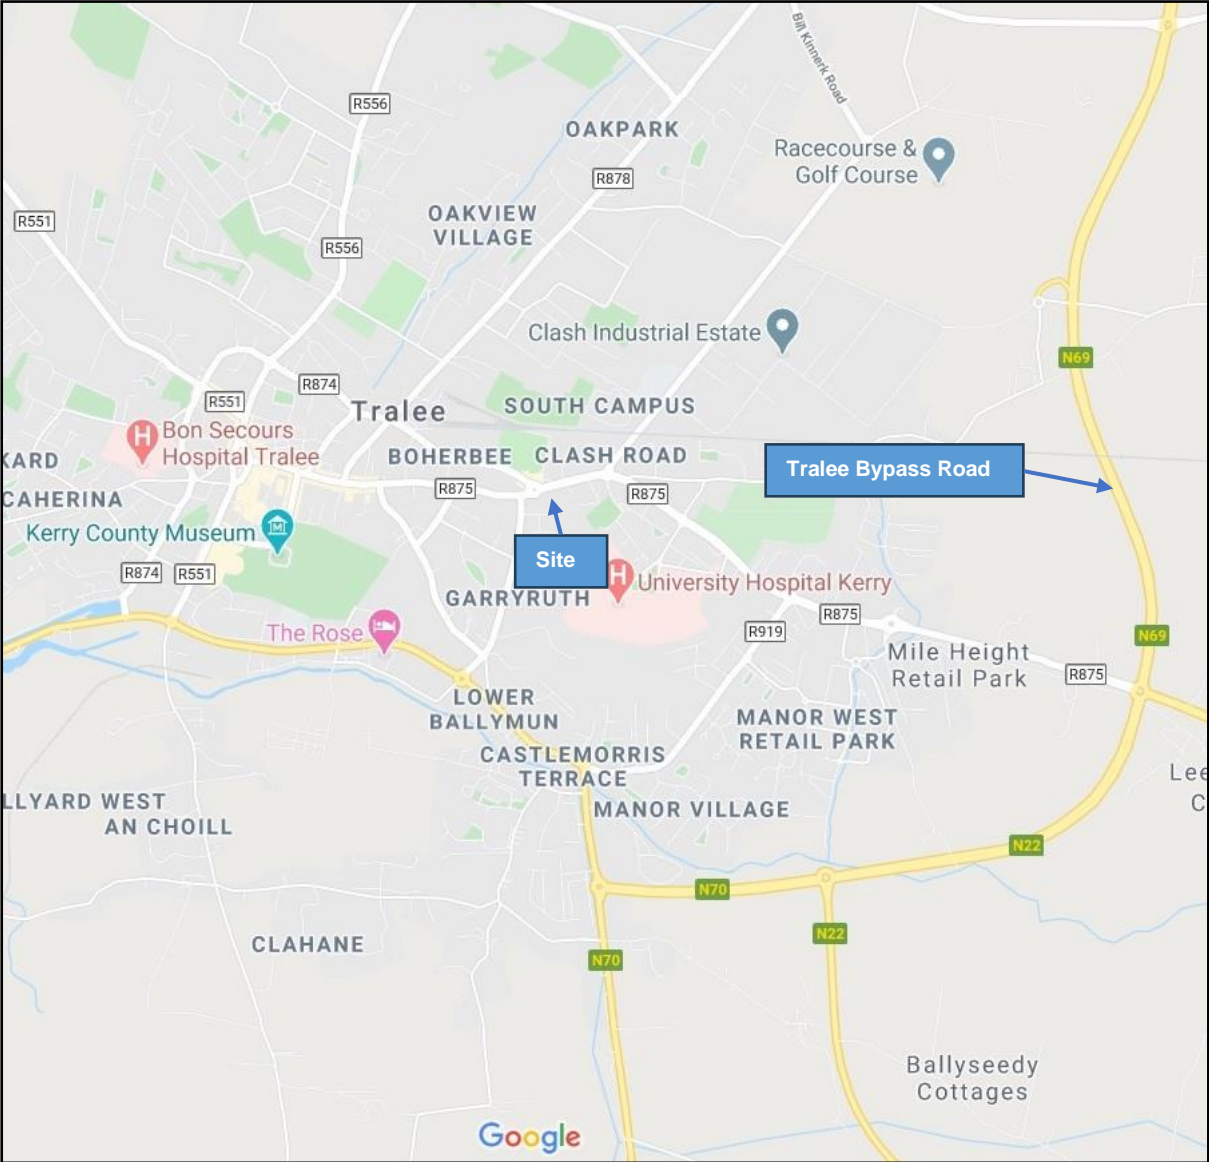 Bill Kinnerk Road
R556
OAKPARK
Racecourse &
Golf Course
R878
R551
OAKVIEW
VILLAGE
R556
Clash Industrial Estate
N69
R874
R551
Tralee
SOUTH CAMPUS
Bon Secours
Hospital Tralee
KARD
BOHERBEE
CLASH ROAD
Tralee Bypass Road
R875
R875
CAHERINA
Kerry County Museum
Site
R874
R551
University Hospital Kerry
GARRYRUTH
R875
The Rose
R919
N69
Mile Height
Retail Park
R875
LOWER
BALLYMUN
MANOR WEST
RETAIL PARK
CASTLEMORRIS
TERRACE
Lee
C
LLYARD WEST
AN CHOILL
MANOR VILLAGE
N22
N70
N22
CLAHANE
N70
Ballyseedy
Cottages
Google